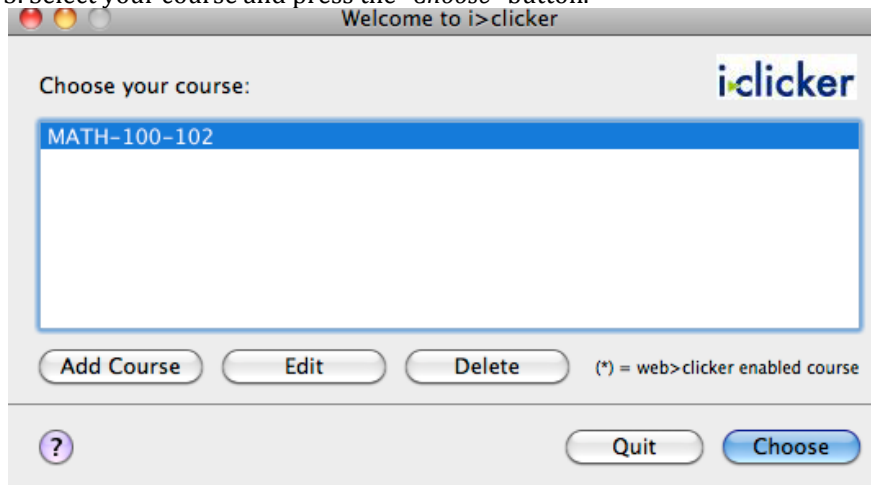 3. Select your course and press the "Choose" button.
Welcome to i>clicker
Choose your course:
i>clicker
MATH-100-102
Add Course
Edit
Delete
(*) = web>clicker enabled course
?
Quit
Choose